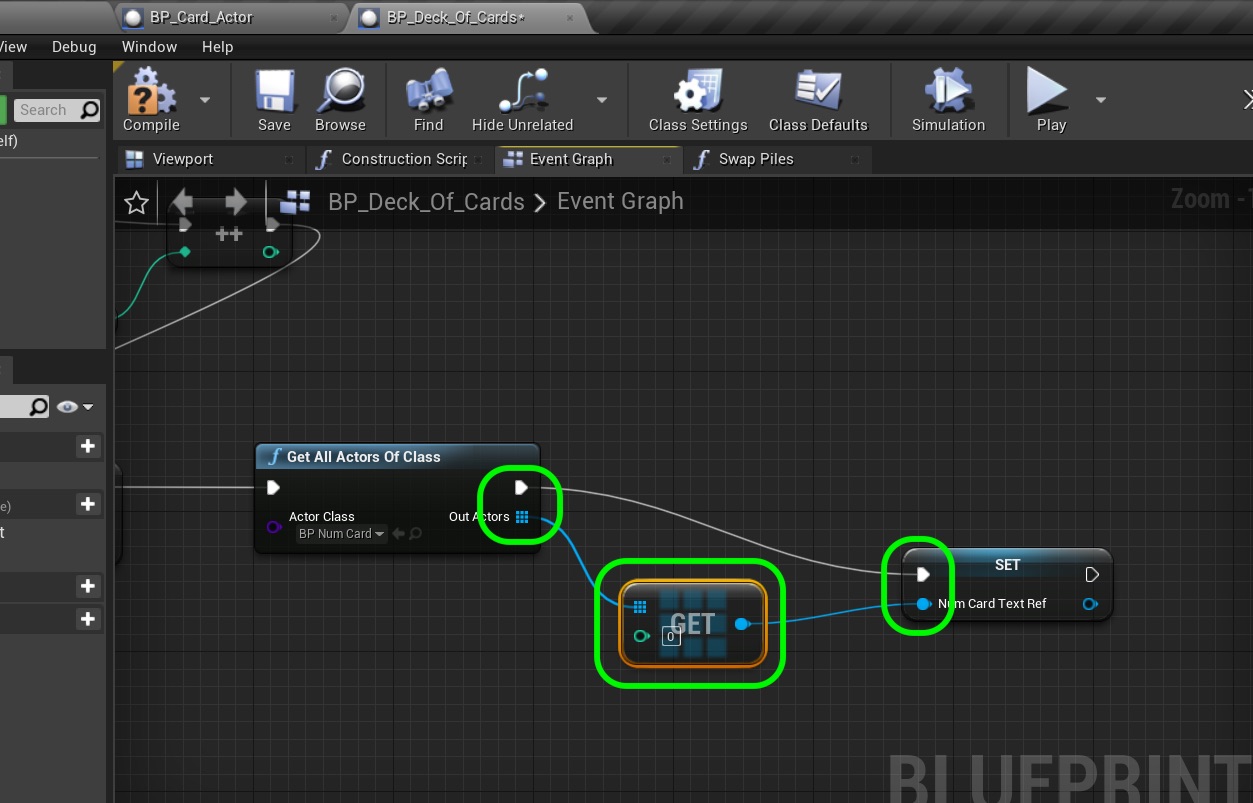 BP_Card_Actor
BP_Deck_Of_Cards*
View Debug Window Help
Search
Compile Save Browse Find Hide Unrelated Class Settings Class Defaults Simulation Play
elf)
Viewport Construction Scrip Event Graph Swap Piles
BP_Deck_Of_Cards > Event Graph
Zoom -
++
Get All Actors Of Class
Actor Class
Out Actors
BP Num Card
e)
t
SET
Num Card Text Ref
GET
0
BLUEPRINT